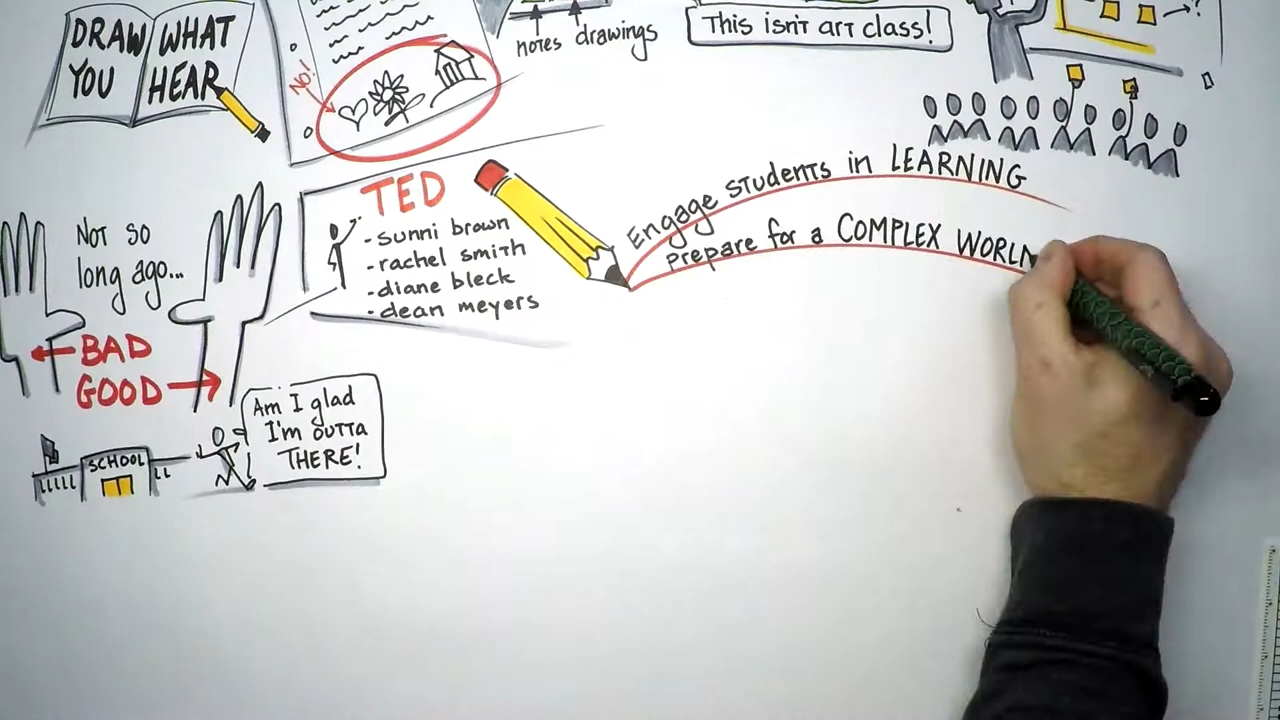 DRAW WHAT
YOU HEAR
NO!
notes drawings
This isn't art class!
?
Not so
long ago...
BAD
GOOD
TED
- sunni brown
- rachel smith
- diane bleck
- dean meyers
Engage students in LEARNING
prepare for a COMPLEX WORL
SCHOOL
Am I glad
I'm outta
THERE!